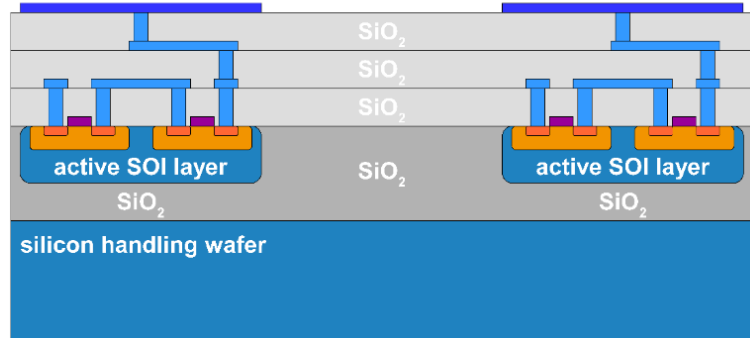 SiO₂
SiO₂
SiO₂
active SOI layer
SiO₂
active SOI layer
SiO₂
SiO₂
silicon handling wafer